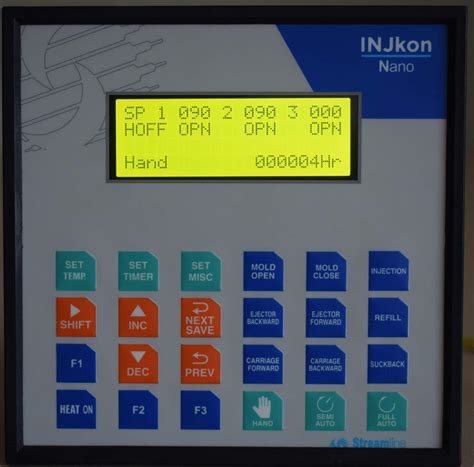 INJkon
Nano
SP 1 090 2 090 3 000
HOFF OPN OPN OPN
Hand 000004Hr
SET TEMP.
SET TIMER
SET MISC
MOLD OPEN
MOLD CLOSE
INJECTION
SHIFT
INC
NEXT SAVE
EJECTOR BACKWARD
EJECTOR FORWARD
REFILL
F1
DEC
PREV
CARRIAGE FORWARD
CARRIAGE BACKWARD
SUCKBACK
HEAT ON
F2
F3
HAND
SEMI AUTO
FULL AUTO
Streamline